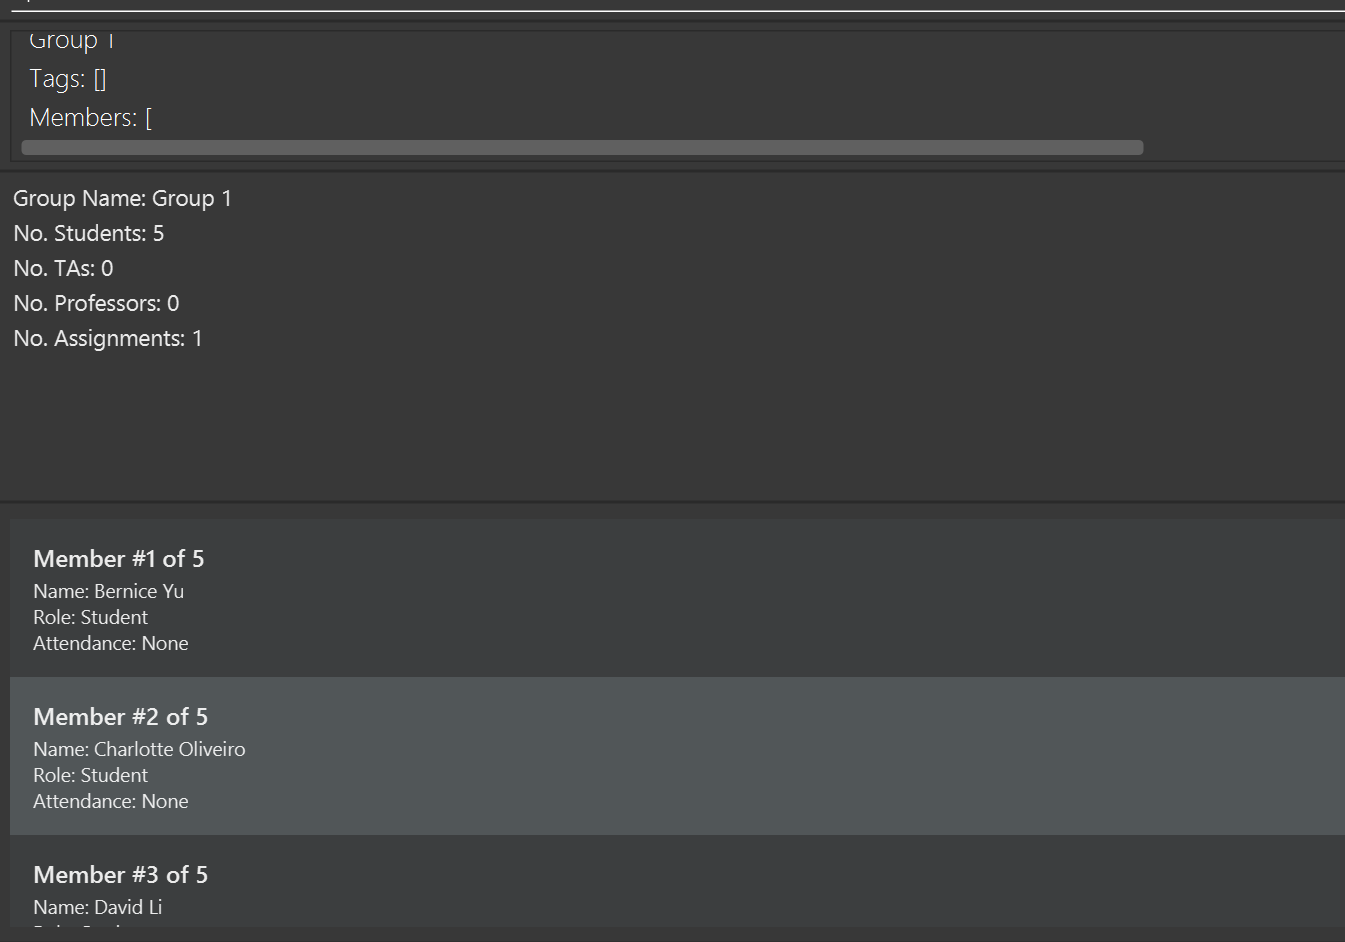 Group 1
Tags: []
Members: [
Group Name: Group 1
No. Students: 5
No. TAs: 0
No. Professors: 0
No. Assignments: 1
Member #1 of 5
Name: Bernice Yu
Role: Student
Attendance: None
Member #2 of 5
Name: Charlotte Oliveiro
Role: Student
Attendance: None
Member #3 of 5
Name: David Li